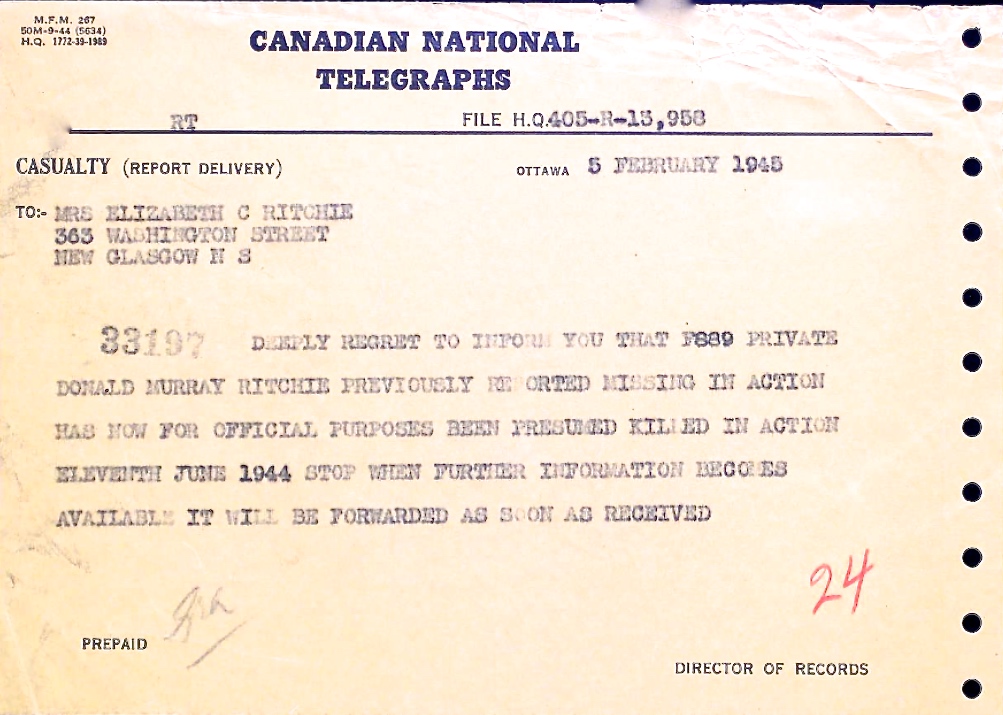 M.F.M. 267
50M-9-44 (5634)
H.Q. 1772-39-1989
CANADIAN NATIONAL
TELEGRAPHS
RT FILE H.Q.405-R-13,958
CASUALTY (REPORT DELIVERY) OTTAWA 5 FEBRUARY 1945
TO:- MRS ELIZABETH C RITCHIE
363 WASHINGTON STREET
NEW GLASGOW N S
33197 DEEPLY REGRET TO INFORM YOU THAT F889 PRIVATE
DONALD MURRAY RITCHIE PREVIOUSLY REPORTED MISSING IN ACTION
HAS NOW FOR OFFICIAL PURPOSES BEEN PRESUMED KILLED IN ACTION
ELEVENTH JUNE 1944 STOP WHEN FURTHER INFORMATION BECOMES
AVAILABLE IT WILL BE FORWARDED AS SOON AS RECEIVED
24
PREPAID
DIRECTOR OF RECORDS